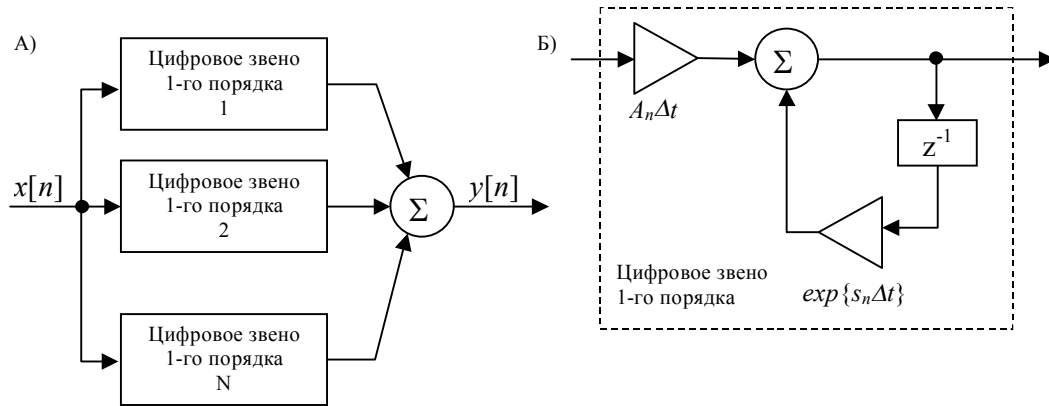 А)
Цифровое звено
1-го порядка
1
x[n]
Цифровое звено
1-го порядка
2
Σ
y[n]
Цифровое звено
1-го порядка
N
Б)
AnΔt
Σ
z-1
exp{snΔt}
Цифровое звено
1-го порядка